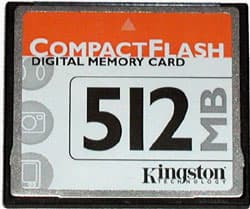 COMPACTFLASH
DIGITAL MEMORY CARD
512 MB
Kingston
TECHNOLOGY